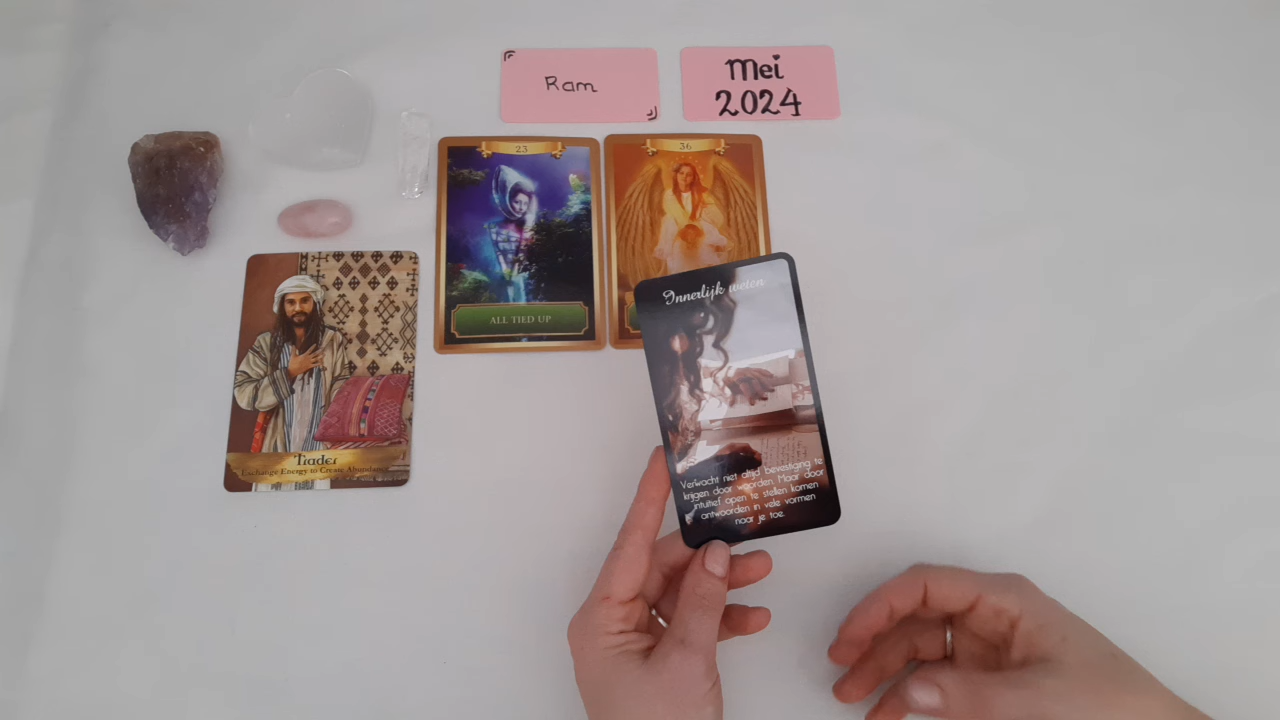 Ram
Mei
2024
23
36
ALL TIED UP
Innerlijk weten
Trader
Exchange Energy to Create Abundance
Verwacht niet altijd bevestiging te
krijgen door woorden. Maar door
intuïtief open te stellen komen
antwoorden in vele vormen
naar je toe.